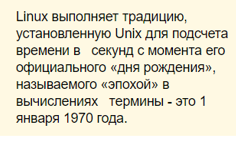 Linux выполняет традицию,
установленную Unix для подсчета
времени в секунд с момента его
официального «дня рождения»,
называемого «эпохой» в
вычислениях термины - это 1
января 1970 года.